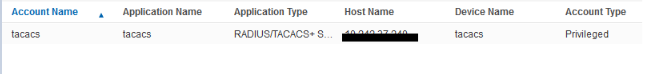 Account Name Application Name Application Type Host Name Device Name Account Type
tacacs tacacs RADIUS/TACACS+ S... tacacs Privileged